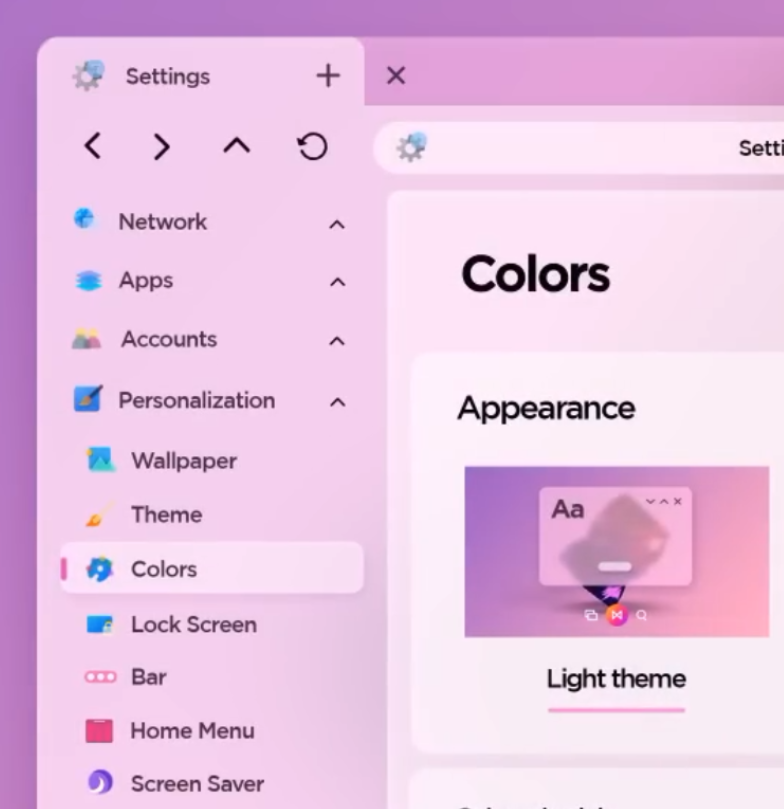 Settings
Setti
Network
Apps
Accounts
Personalization
Wallpaper
Theme
Colors
Lock Screen
Bar
Home Menu
Screen Saver
Colors
Appearance
Aa
Light theme